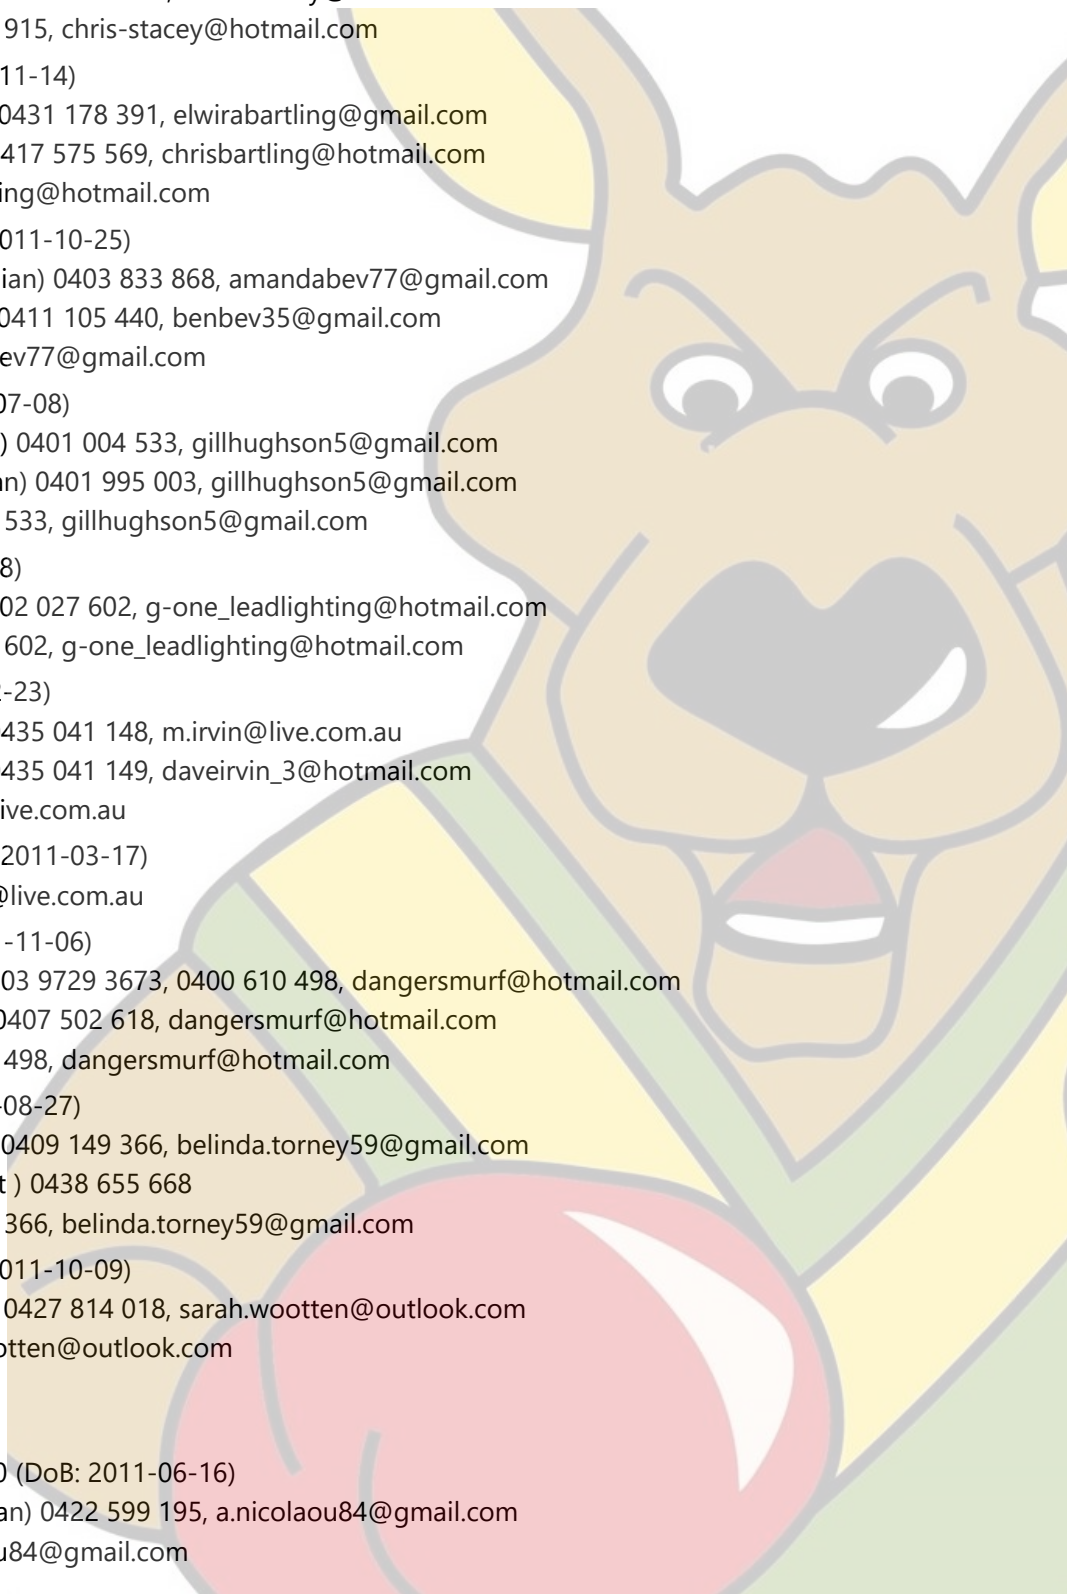 915, chris-stacey@hotmail.com
11-14)
0431 178 391, elwirabartling@gmail.com
417 575 569, chrisbartling@hotmail.com
ing@hotmail.com
011-10-25)
ian) 0403 833 868, amandabev77@gmail.com
0411 105 440, benbev35@gmail.com
ev77@gmail.com
07-08)
) 0401 004 533, gillhughson5@gmail.com
an) 0401 995 003, gillhughson5@gmail.com
533, gillhughson5@gmail.com
8)
02 027 602, g-one_leadlighting@hotmail.com
602, g-one_leadlighting@hotmail.com
-23)
435 041 148, m.irvin@live.com.au
435 041 149, daveirvin_3@hotmail.com
ive.com.au
2011-03-17)
@live.com.au
-11-06)
03 9729 3673, 0400 610 498, dangersmurf@hotmail.com
0407 502 618, dangersmurf@hotmail.com
498, dangersmurf@hotmail.com
-08-27)
0409 149 366, belinda.torney59@gmail.com
t ) 0438 655 668
366, belinda.torney59@gmail.com
011-10-09)
0427 814 018, sarah.wootten@outlook.com
otten@outlook.com
0 (DoB: 2011-06-16)
an) 0422 599 195, a.nicolaou84@gmail.com
u84@gmail.com